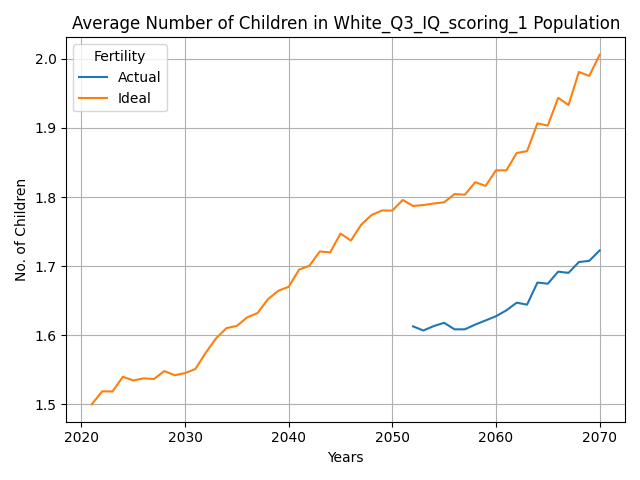 Average Number of Children in White_Q3_IQ_scoring_1 Population
Fertility
Actual
Ideal
No. of Children
2.0
1.9
1.8
1.7
1.6
1.5
2020 2030 2040 2050 2060 2070
Years